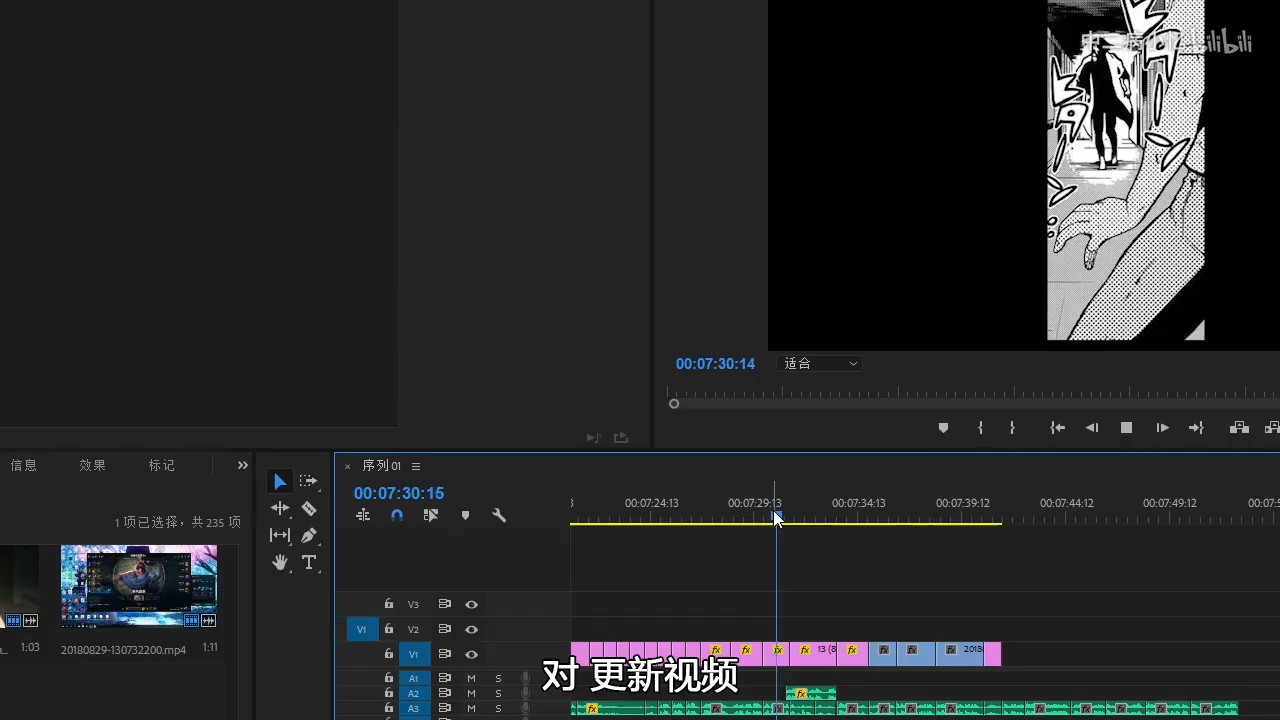 bilibili
00:07:30:14
适合
信息
效果
标记
序列 01
00:07:30:15
1 项已选择，共 235 项
00:07:24:13
00:07:29:13
00:07:34:13
00:07:39:12
00:07:44:12
00:07:49:12
1:03
20180829-130732200.mp4
1:11
V3
V1
V2
V1
13 (8
2018
A1
M
S
A2
M
S
A3
M
S
对 更新视频